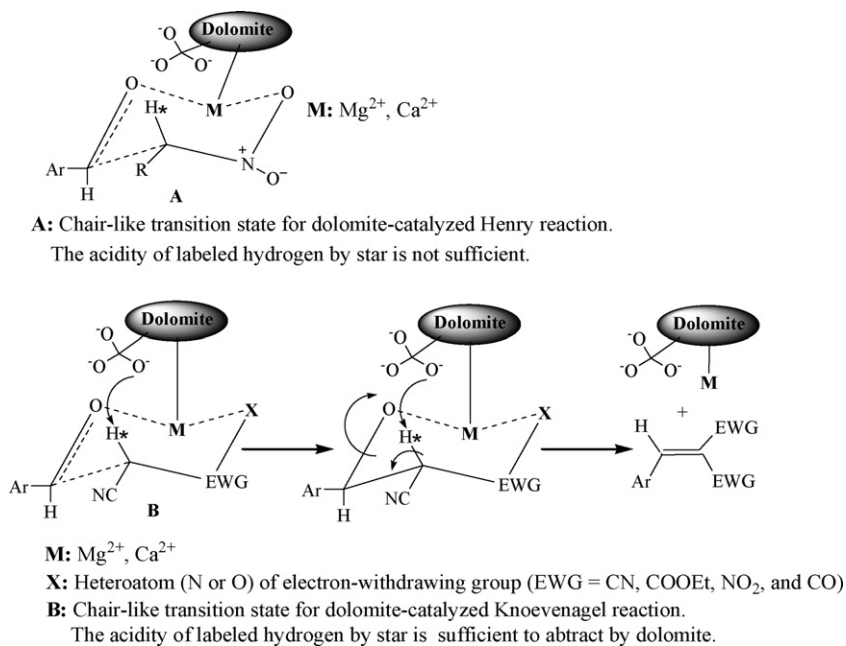 Dolomite
⁻O
⁻O O⁻
O H* M O
M: Mg²⁺, Ca²⁺
Ar H R N⁺ O⁻
A
A: Chair-like transition state for dolomite-catalyzed Henry reaction.
The acidity of labeled hydrogen by star is not sufficient.
Dolomite
⁻O
⁻O O⁻
O H* M X
Ar H NC EWG
B
Dolomite
⁻O
⁻O O⁻
O H* M X
Ar H NC EWG
Dolomite
⁻O
⁻O O⁻
M
+
H EWG
Ar EWG
M: Mg²⁺, Ca²⁺
X: Heteroatom (N or O) of electron-withdrawing group (EWG = CN, COOEt, NO₂, and CO)
B: Chair-like transition state for dolomite-catalyzed Knoevenagel reaction.
The acidity of labeled hydrogen by star is sufficient to abtract by dolomite.